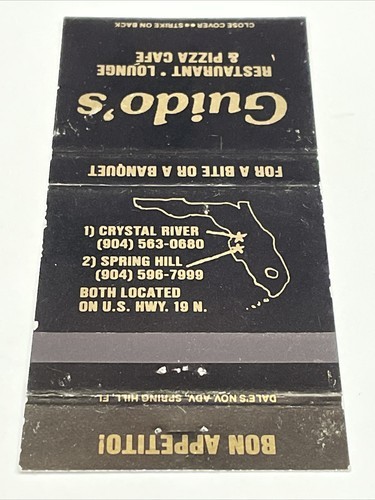 CLOSE COVER ●● STRIKE ON BACK
Guido's
RESTAURANT • LOUNGE
& PIZZA CAFE
FOR A BITE OR A BANQUET
1) CRYSTAL RIVER
(904) 563-0680
2) SPRING HILL
(904) 596-7999
BOTH LOCATED
ON U.S. HWY. 19 N.
DALE'S NOV. ADV. SPRING HILL, FL.
BON APPETITO!